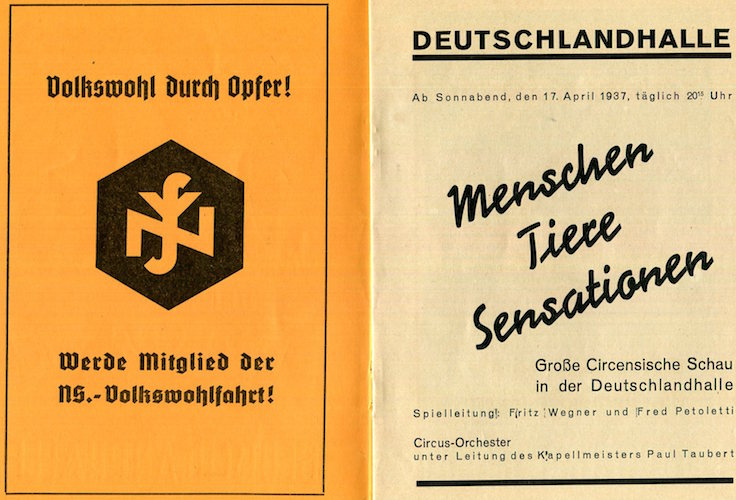 Volkswohl durch Opfer!
NSV
Werde Mitglied der
NS.-Volkswohlfahrt!
DEUTSCHLANDHALLE
Ab Sonnabend, den 17. April 1937, täglich 20¹⁵ Uhr
Menschen
Tiere
Sensationen
Große Circensische Schau
in der Deutschlandhalle
Spielleitung: Fritz Wegner und Fred Petoletti
Circus-Orchester
unter Leitung des Kapellmeisters Paul Taubert